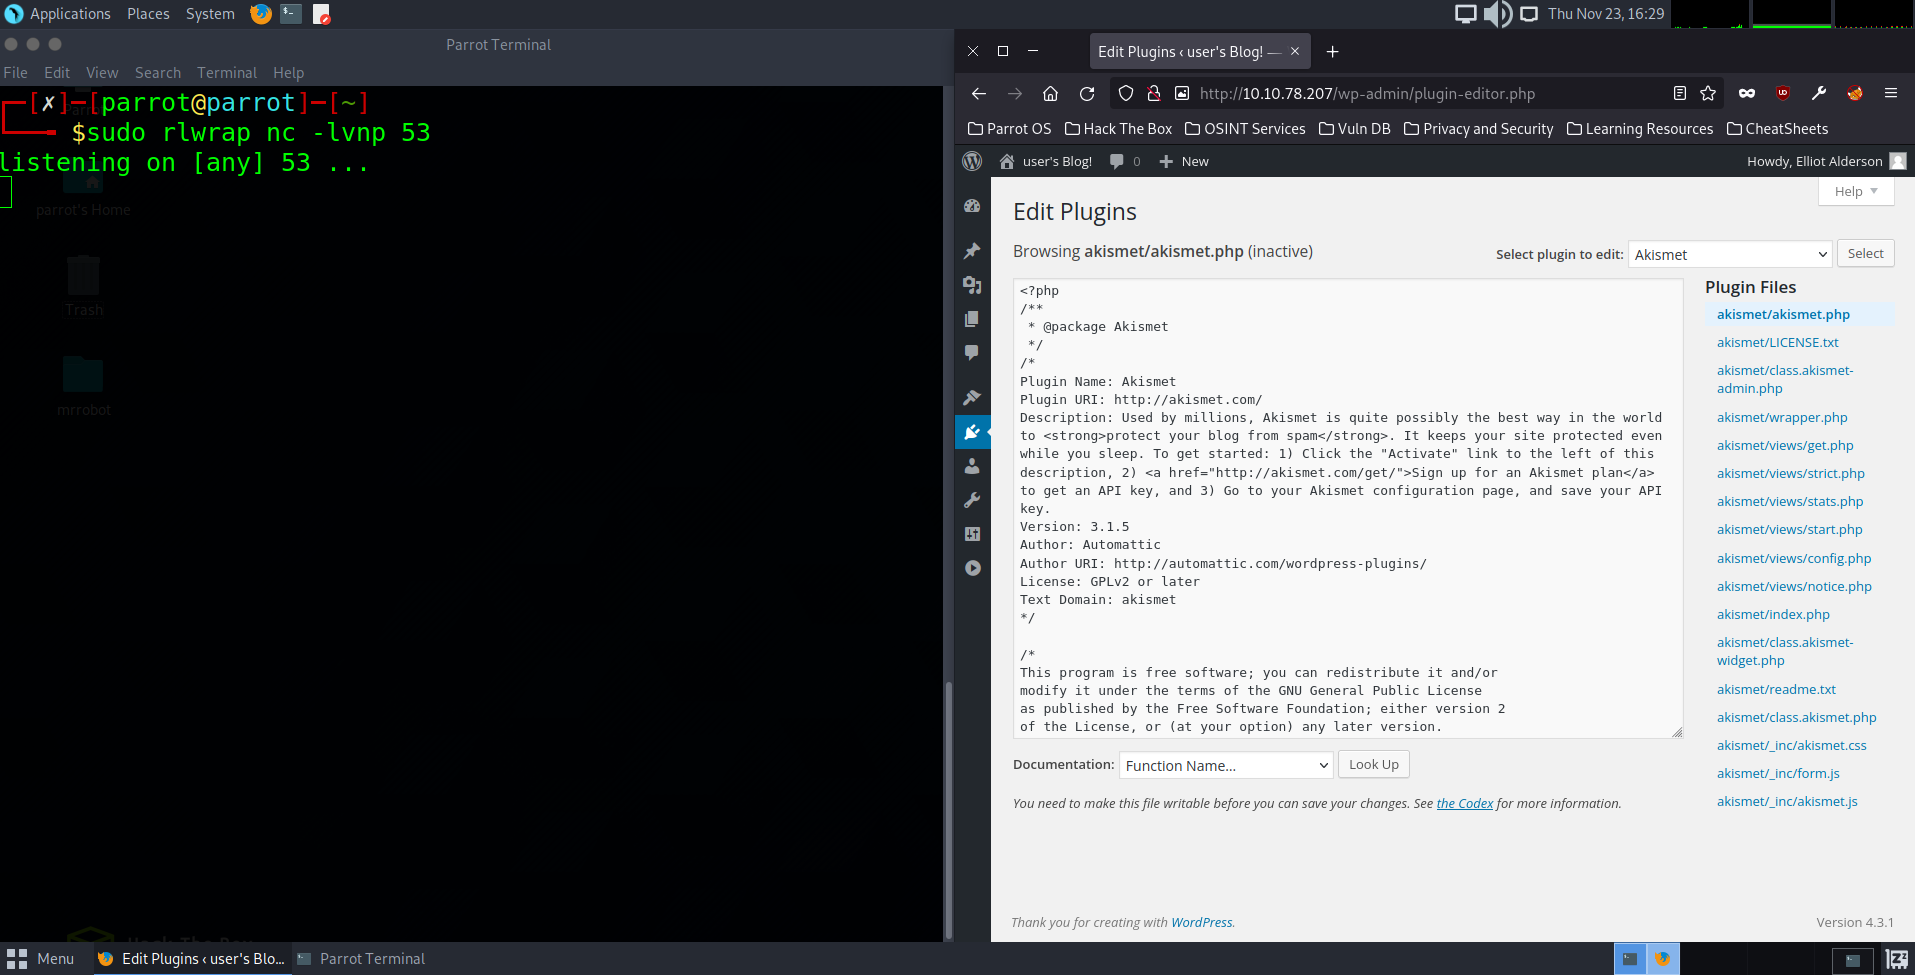 Applications Places System
Thu Nov 23, 16:29
Parrot Terminal
File Edit View Search Terminal Help
┌─[✗]─[parrot@parrot]─[~]
└──╼ $sudo rlwrap nc -lvnp 53
listening on [any] 53 ...
parrot's Home
Trash
mrrobot
Edit Plugins ‹ user's Blog! —
http://10.10.78.207/wp-admin/plugin-editor.php
Parrot OS Hack The Box OSINT Services Vuln DB Privacy and Security Learning Resources CheatSheets
user's Blog! 0 New Howdy, Elliot Alderson
Help
Edit Plugins
Browsing akismet/akismet.php (inactive)
Select plugin to edit: Akismet Select
<?php
/**
 * @package Akismet
 */
/*
Plugin Name: Akismet
Plugin URI: http://akismet.com/
Description: Used by millions, Akismet is quite possibly the best way in the world
to <strong>protect your blog from spam</strong>. It keeps your site protected even
while you sleep. To get started: 1) Click the "Activate" link to the left of this
description, 2) <a href="http://akismet.com/get/">Sign up for an Akismet plan</a>
to get an API key, and 3) Go to your Akismet configuration page, and save your API
key.
Version: 3.1.5
Author: Automattic
Author URI: http://automattic.com/wordpress-plugins/
License: GPLv2 or later
Text Domain: akismet
*/
/*
This program is free software; you can redistribute it and/or
modify it under the terms of the GNU General Public License
as published by the Free Software Foundation; either version 2
of the License, or (at your option) any later version.
Plugin Files
akismet/akismet.php
akismet/LICENSE.txt
akismet/class.akismet-
admin.php
akismet/wrapper.php
akismet/views/get.php
akismet/views/strict.php
akismet/views/stats.php
akismet/views/start.php
akismet/views/config.php
akismet/views/notice.php
akismet/index.php
akismet/class.akismet-
widget.php
akismet/readme.txt
akismet/class.akismet.php
akismet/_inc/akismet.css
akismet/_inc/form.js
akismet/_inc/akismet.js
Documentation: Function Name... Look Up
You need to make this file writable before you can save your changes. See the Codex for more information.
Thank you for creating with WordPress.
Version 4.3.1
Menu Edit Plugins ‹ user's Blo... Parrot Terminal